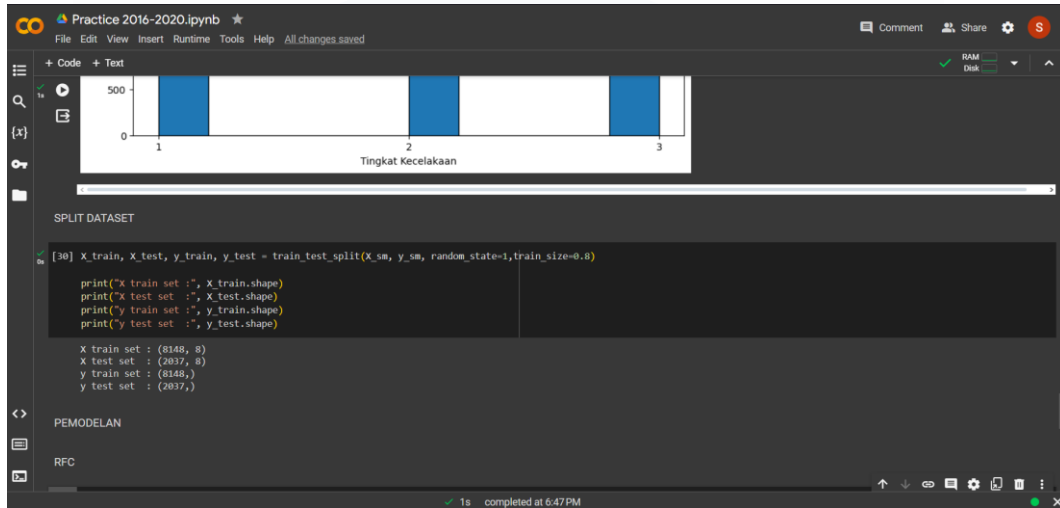 Practice 2016-2020.ipynb
Comment
Share
S
File Edit View Insert Runtime Tools Help All changes saved
+ Code + Text
RAM
Disk
1s
500
0
1 2 3
Tingkat Kecelakaan
{x}
SPLIT DATASET
0s
[30] X_train, X_test, y_train, y_test = train_test_split(X_sm, y_sm, random_state=1,train_size=0.8)
print("X train set :", X_train.shape)
print("X test set  :", X_test.shape)
print("y train set :", y_train.shape)
print("y test set  :", y_test.shape)
X train set : (8148, 8)
X test set  : (2037, 8)
y train set : (8148,)
y test set  : (2037,)
PEMODELAN
RFC
1s completed at 6:47 PM